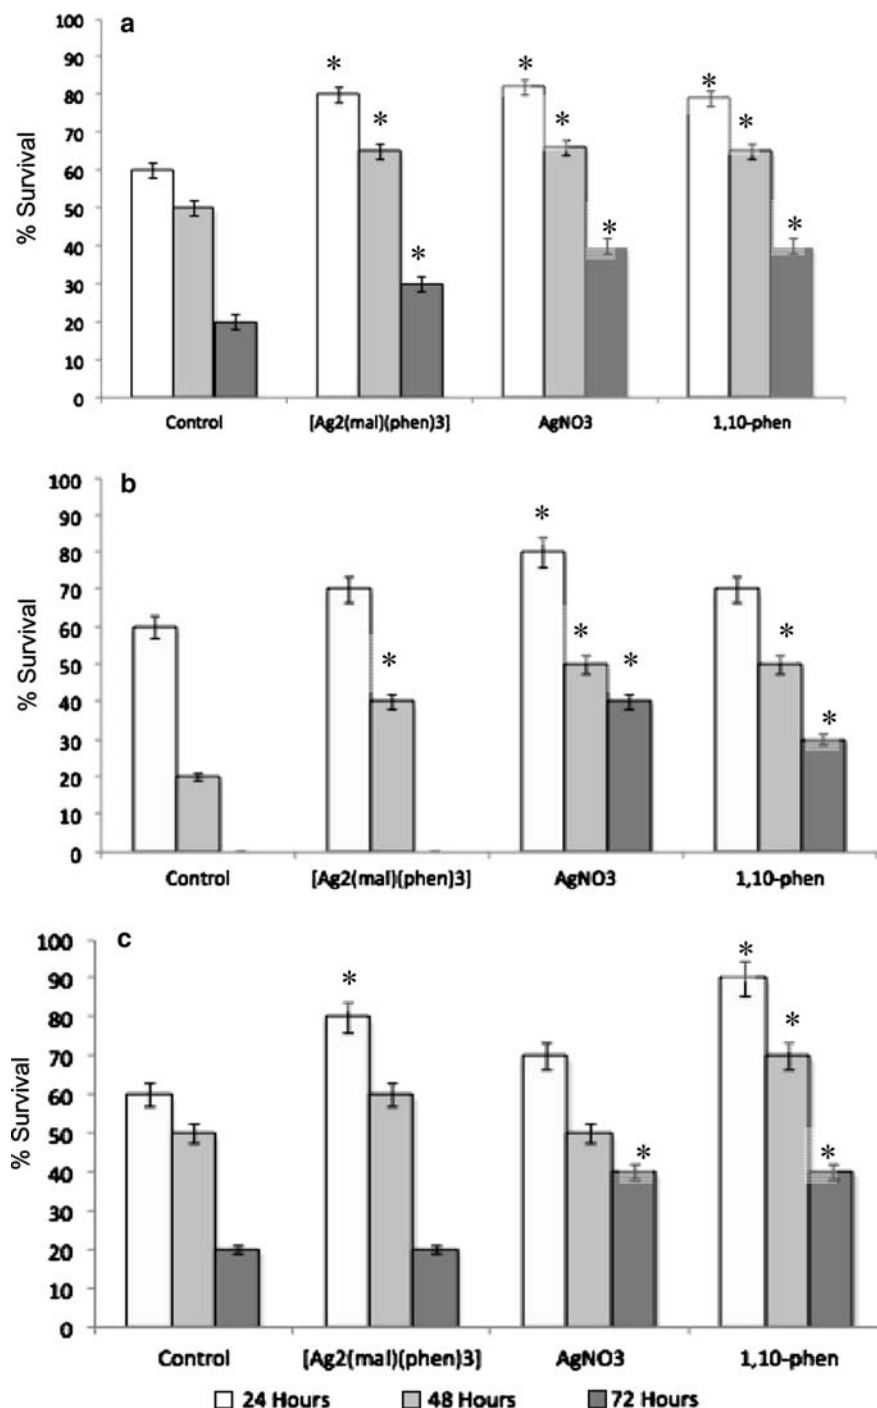 a
100
90
80
70
60
50
40
30
20
10
0
% Survival
* * *
* * *
* * *
Control [Ag2(mal)(phen)3] AgNO3 1,10-phen
b
100
90
80
70
60
50
40
30
20
10
0
% Survival
*
* * * *
*
Control [Ag2(mal)(phen)3] AgNO3 1,10-phen
c
100
90
80
70
60
50
40
30
20
10
0
% Survival
* *
*
* *
Control [Ag2(mal)(phen)3] AgNO3 1,10-phen
24 Hours 48 Hours 72 Hours